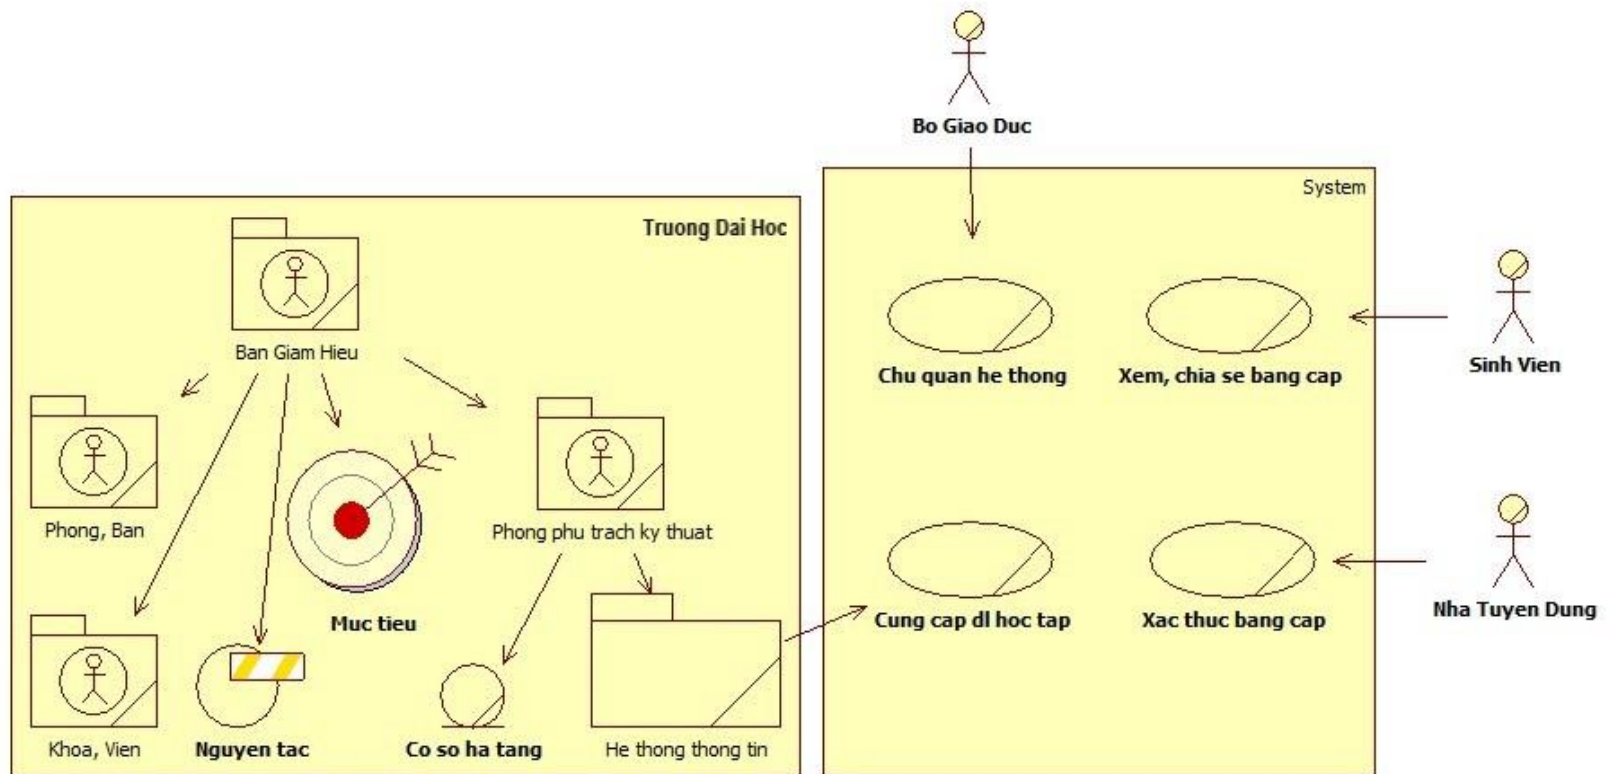 Bo Giao Duc
System
Truong Dai Hoc
Ban Giam Hieu
Chu quan he thong
Xem, chia se bang cap
Sinh Vien
Phong, Ban
Phong phu trach ky thuat
Muc tieu
Cung cap dl hoc tap
Xac thuc bang cap
Nha Tuyen Dung
Khoa, Vien
Nguyen tac
Co so ha tang
He thong thong tin